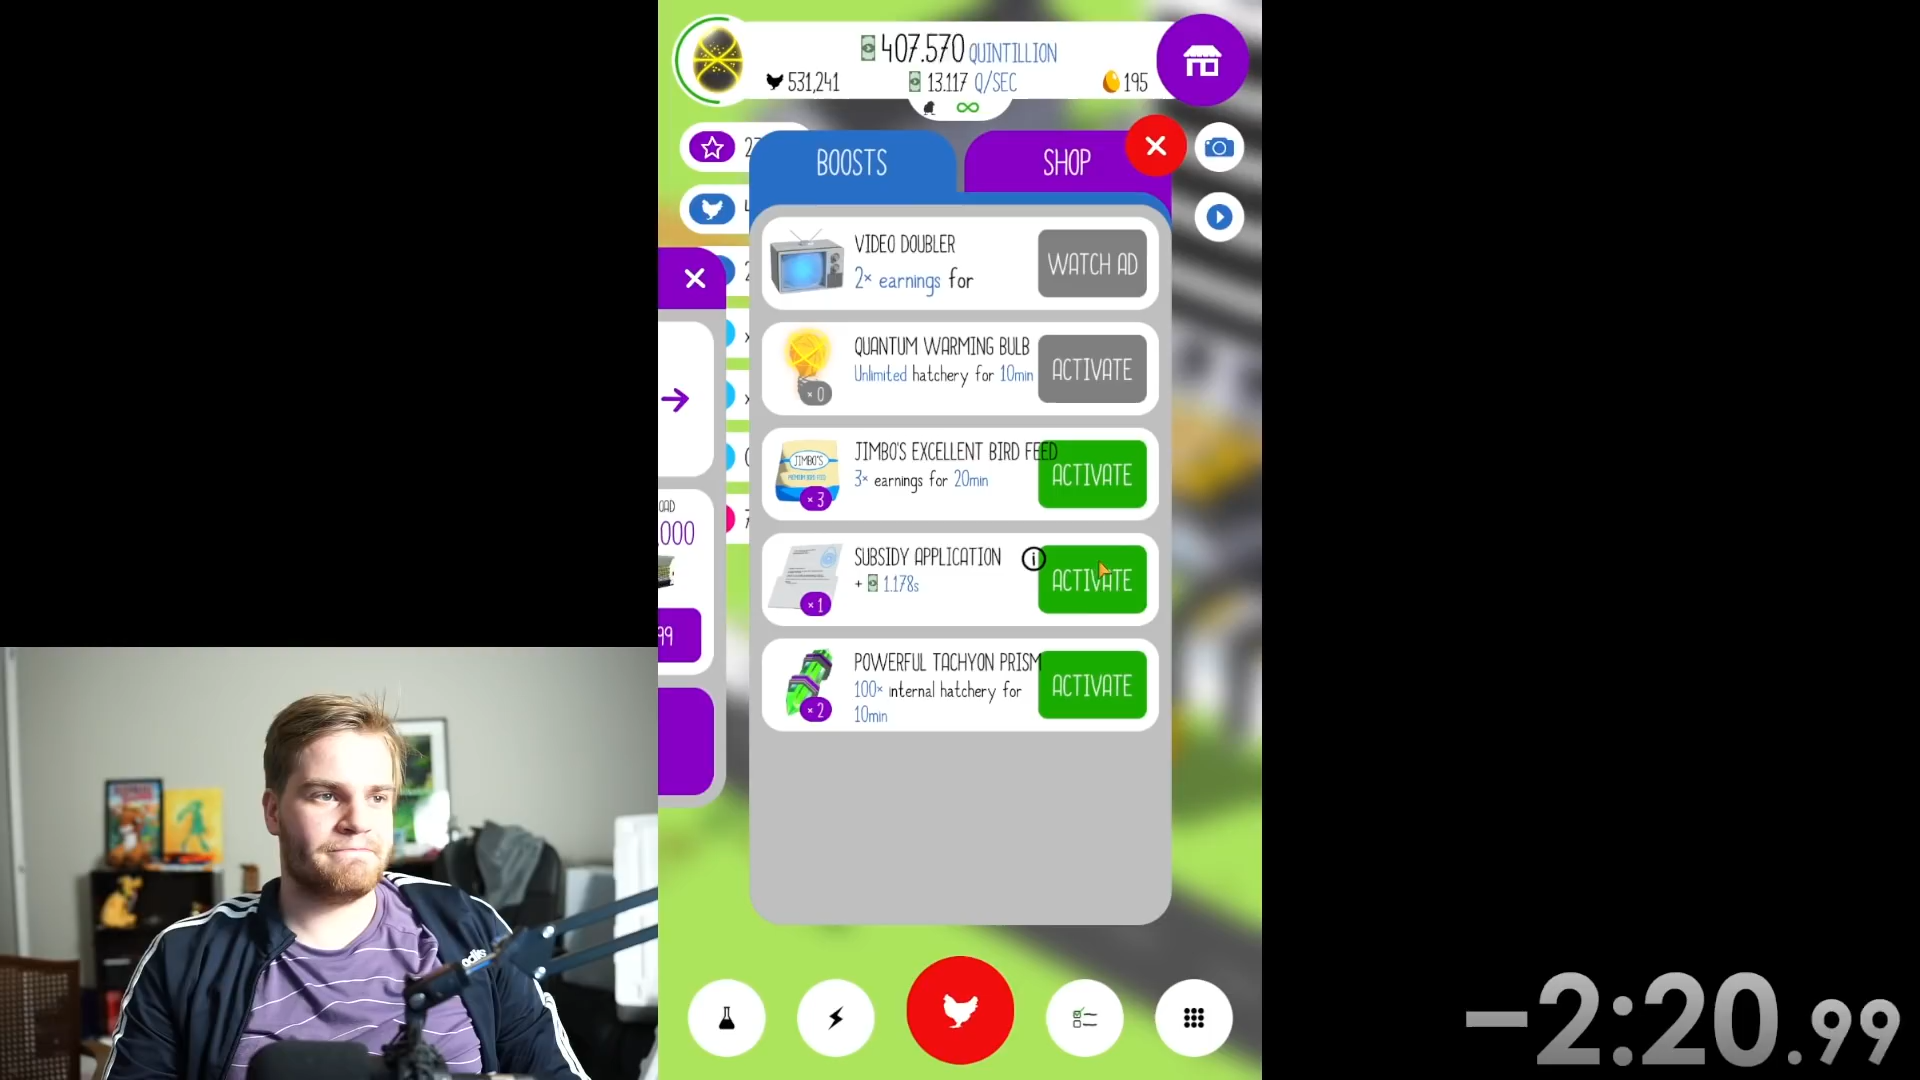 407.570 QUINTILLION
531,241
13.117 Q/SEC
195
BOOSTS
SHOP
VIDEO DOUBLER
2× earnings for
WATCH AD
QUANTUM WARMING BULB
Unlimited hatchery for 10min
×0
ACTIVATE
JIMBO'S
JIMBO'S EXCELLENT BIRD FEED
3× earnings for 20min
×3
ACTIVATE
SUBSIDY APPLICATION
+ 1.178s
×1
ACTIVATE
POWERFUL TACHYON PRISM
100× internal hatchery for
10min
×2
ACTIVATE
000
99
adidas
-2:20.99